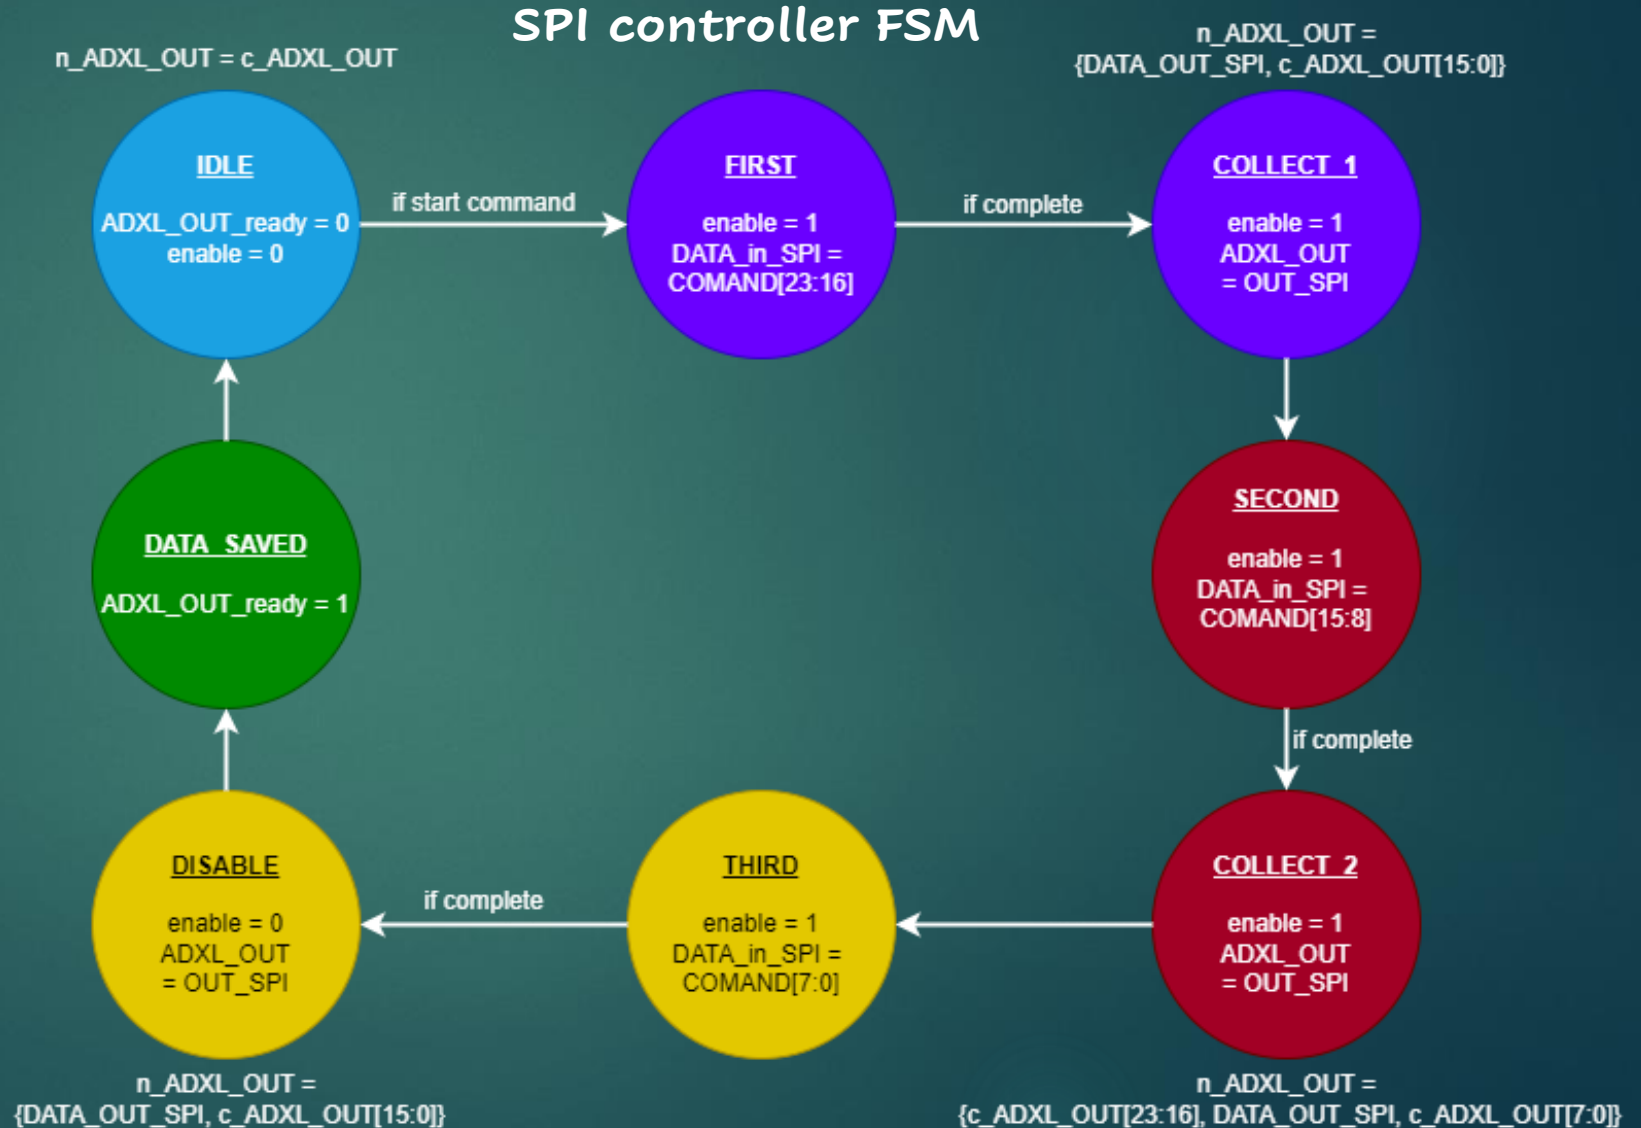 SPI controller FSM
n_ADXL_OUT = c_ADXL_OUT
n_ADXL_OUT =
{DATA_OUT_SPI, c_ADXL_OUT[15:0]}
IDLE
ADXL_OUT_ready = 0
enable = 0
if start command
FIRST
enable = 1
DATA_in_SPI =
COMAND[23:16]
if complete
COLLECT_1
enable = 1
ADXL_OUT
= OUT_SPI
SECOND
enable = 1
DATA_in_SPI =
COMAND[15:8]
if complete
COLLECT_2
enable = 1
ADXL_OUT
= OUT_SPI
n_ADXL_OUT =
{c_ADXL_OUT[23:16], DATA_OUT_SPI, c_ADXL_OUT[7:0]}
THIRD
enable = 1
DATA_in_SPI =
COMAND[7:0]
if complete
DISABLE
enable = 0
ADXL_OUT
= OUT_SPI
n_ADXL_OUT =
{DATA_OUT_SPI, c_ADXL_OUT[15:0]}
DATA_SAVED
ADXL_OUT_ready = 1